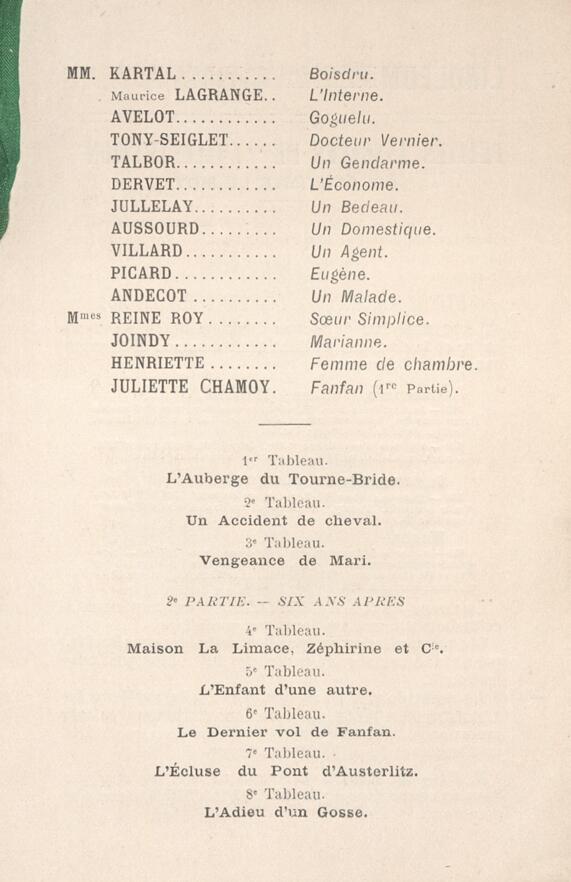 MM. KARTAL........... Boisdru.
Maurice LAGRANGE.. L'Interne.
AVELOT........... Goguelu.
TONY-SEIGLET...... Docteur Vernier.
TALBOR........... Un Gendarme.
DERVET........... L'Économe.
JULLELAY......... Un Bedeau.
AUSSOURD......... Un Domestique.
VILLARD.......... Un Agent.
PICARD........... Eugène.
ANDECOT ......... Un Malade.
Mmes REINE ROY........ Sœur Simplice.
JOINDY........... Marianne.
HENRIETTE ........ Femme de chambre.
JULIETTE CHAMOY. Fanfan (1re Partie).
1er Tableau.
L'Auberge du Tourne-Bride.
2e Tableau.
Un Accident de cheval.
3e Tableau.
Vengeance de Mari.
2e PARTIE. — SIX ANS APRES
4e Tableau.
Maison La Limace, Zéphirine et Cie.
5e Tableau.
L'Enfant d'une autre.
6e Tableau.
Le Dernier vol de Fanfan.
7e Tableau.
L'Écluse du Pont d'Austerlitz.
8e Tableau.
L'Adieu d'un Gosse.